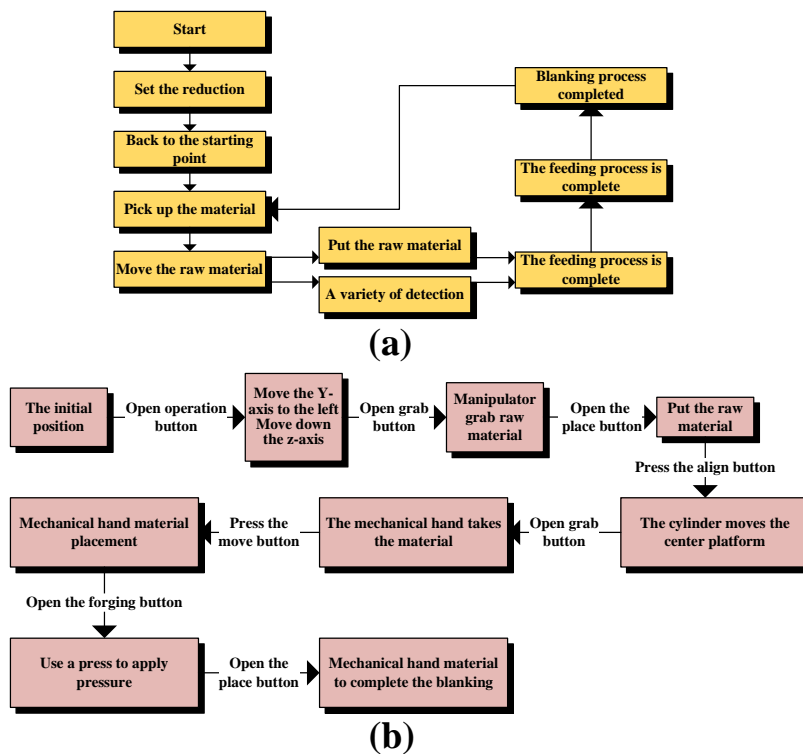 Start
Set the reduction
Back to the starting
point
Pick up the material
Move the raw material
Put the raw material
A variety of detection
The feeding process is
complete
The feeding process is
complete
Blanking process
completed
(a)
The initial
position
Open operation
button
Move the Y-
axis to the left
Move down
the z-axis
Open grab
button
Manipulator
grab raw
material
Open the
place button
Put the raw
material
Press the align button
The cylinder moves the
center platform
Open grab
button
The mechanical hand takes
the material
Press the
move button
Mechanical hand material
placement
Open the forging button
Use a press to apply
pressure
Open the
place button
Mechanical hand material
to complete the blanking
(b)